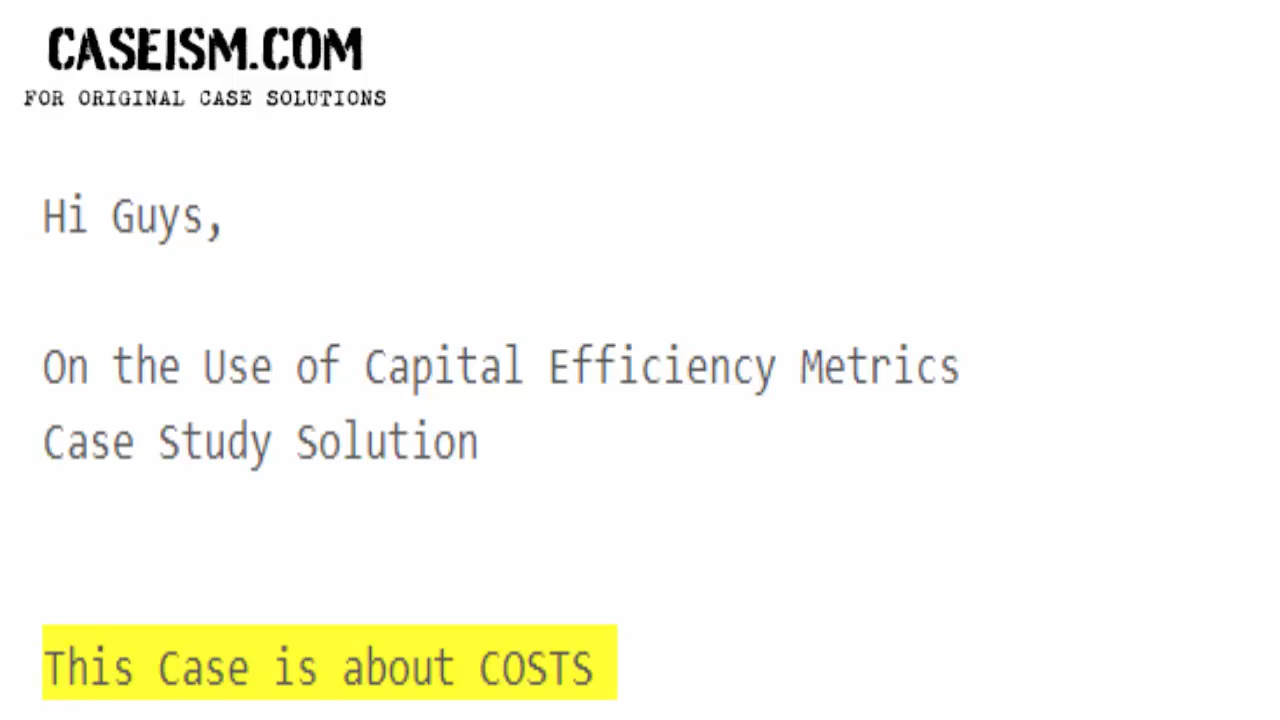 CASEISM.COM
FOR ORIGINAL CASE SOLUTIONS
Hi Guys,
On the Use of Capital Efficiency Metrics
Case Study Solution
This Case is about COSTS